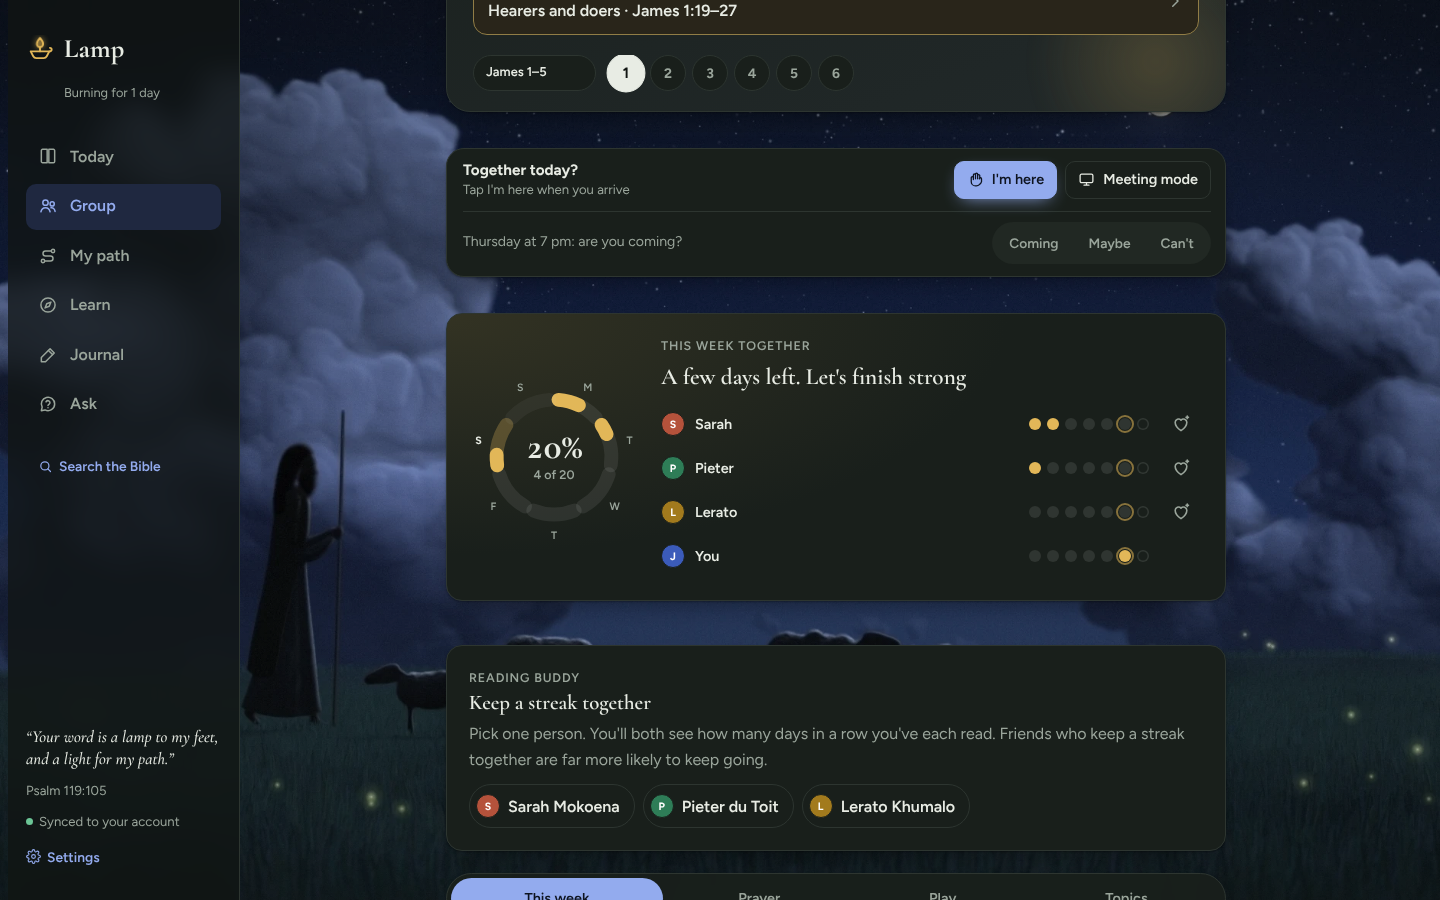 Lamp
Burning for 1 day
Today
Group
My path
Learn
Journal
Ask
Search the Bible
“Your word is a lamp to my feet,
and a light for my path.”
Psalm 119:105
Synced to your account
Settings
Hearers and doers · James 1:19–27
James 1–5
1 2 3 4 5 6
Together today?
Tap I'm here when you arrive
I'm here
Meeting mode
Thursday at 7 pm: are you coming?
Coming Maybe Can't
THIS WEEK TOGETHER
A few days left. Let's finish strong
S M
S T
F W
T
20%
4 of 20
S Sarah
P Pieter
L Lerato
J You
READING BUDDY
Keep a streak together
Pick one person. You'll both see how many days in a row you've each read. Friends who keep a streak
together are far more likely to keep going.
S Sarah Mokoena
P Pieter du Toit
L Lerato Khumalo
This week Prayer Play Topics